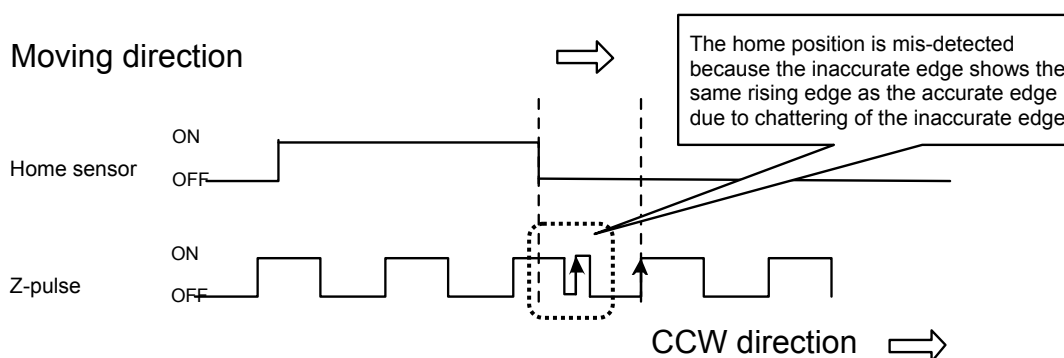 Moving direction
The home position is mis-detected
because the inaccurate edge shows the
same rising edge as the accurate edge
due to chattering of the inaccurate edge
ON
Home sensor
OFF
ON
Z-pulse
OFF
CCW direction